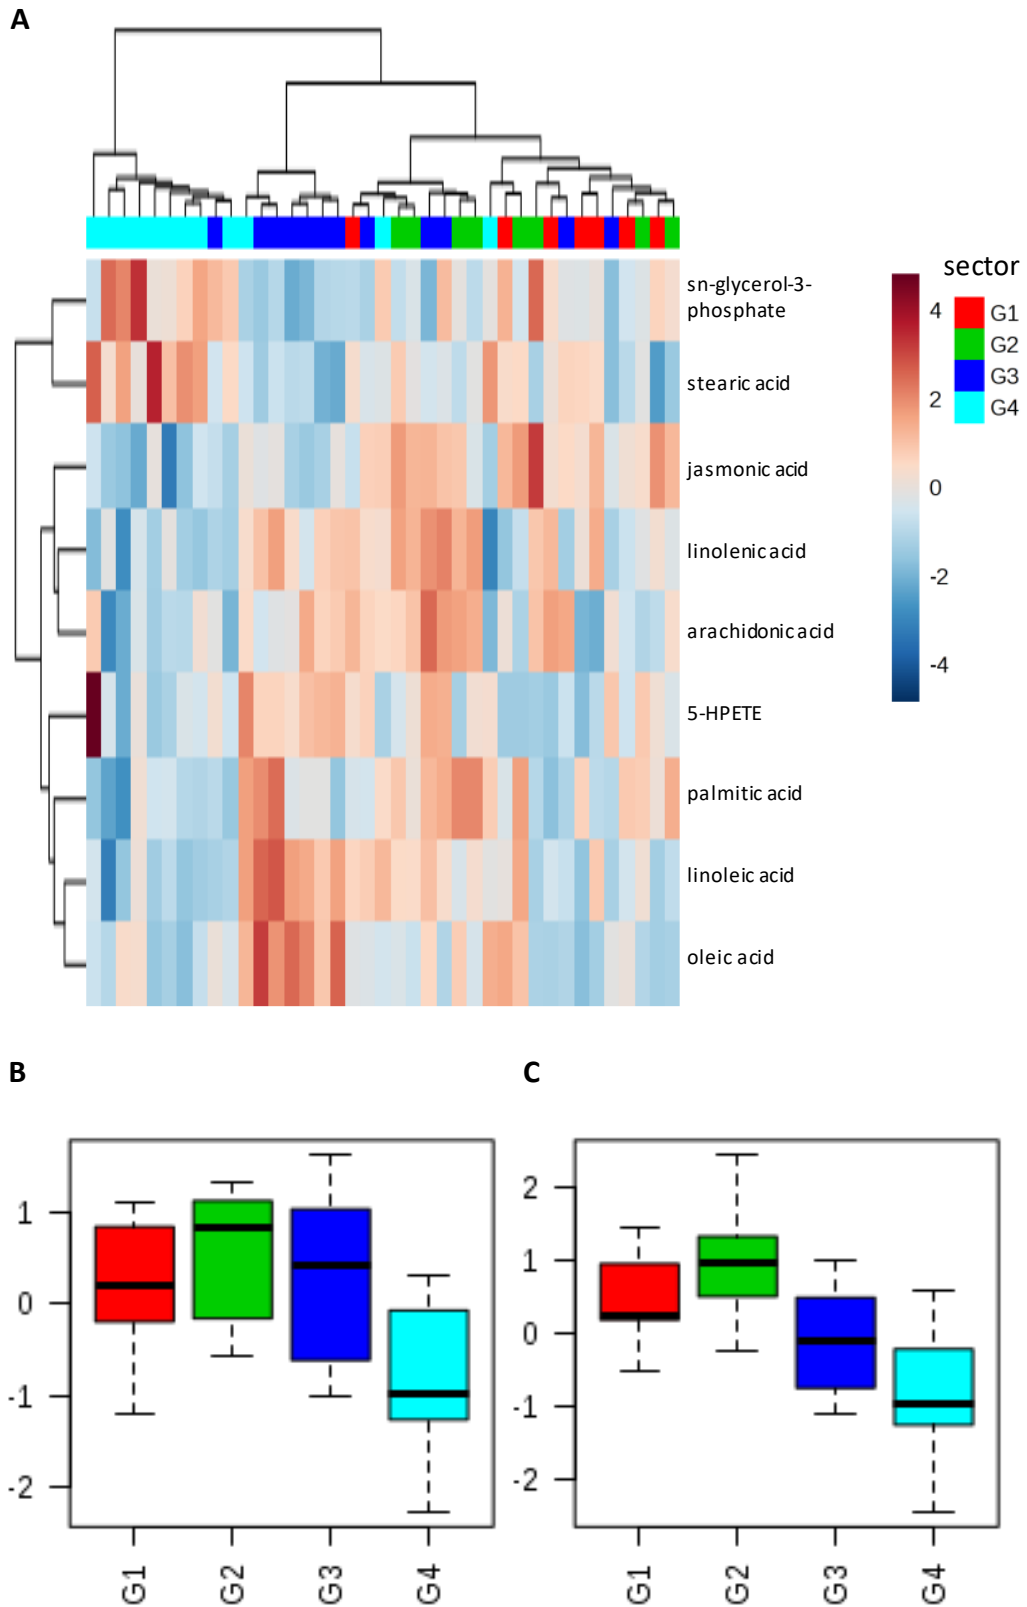 A
sn-glycerol-3-
phosphate
stearic acid
jasmonic acid
linolenic acid
arachidonic acid
5-HPETE
palmitic acid
linoleic acid
oleic acid
4
2
0
-2
-4
sector
G1
G2
G3
G4
B
1
0
-1
-2
G1
G2
G3
G4
C
2
1
0
-1
-2
G1
G2
G3
G4